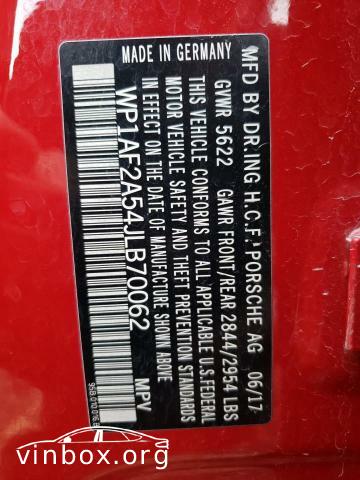 MADE IN GERMANY
MFD BY DR.ING H.C.F. PORSCHE AG 06/17
GVWR 5622 GAWR FRONT/REAR 2844/2954 LBS
THIS VEHICLE CONFORMS TO ALL APPLICABLE U.S.FEDERAL
MOTOR VEHICLE SAFETY AND THEFT PREVENTION STANDARDS
IN EFFECT ON THE DATE OF MANUFACTURE SHOWN ABOVE
WP1AF2A54JLB70062 MPV
vinbox.org